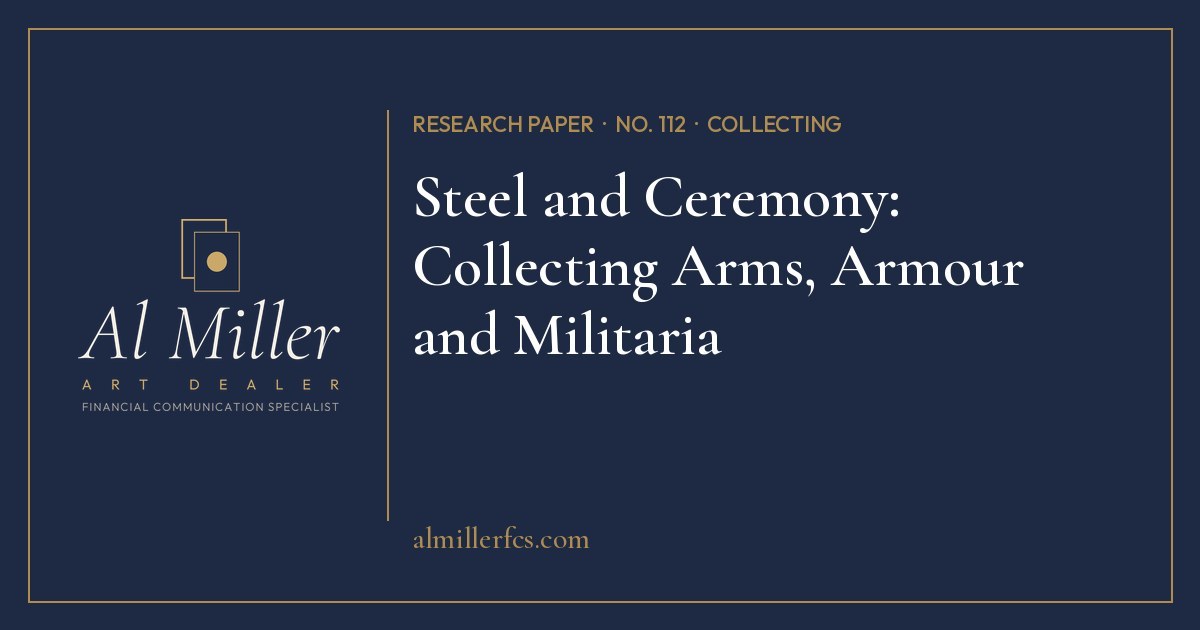 Al Miller
ART DEALER
FINANCIAL COMMUNICATION SPECIALIST
RESEARCH PAPER · NO. 112 · COLLECTING
Steel and Ceremony:
Collecting Arms, Armour
and Militaria
almillerfcs.com